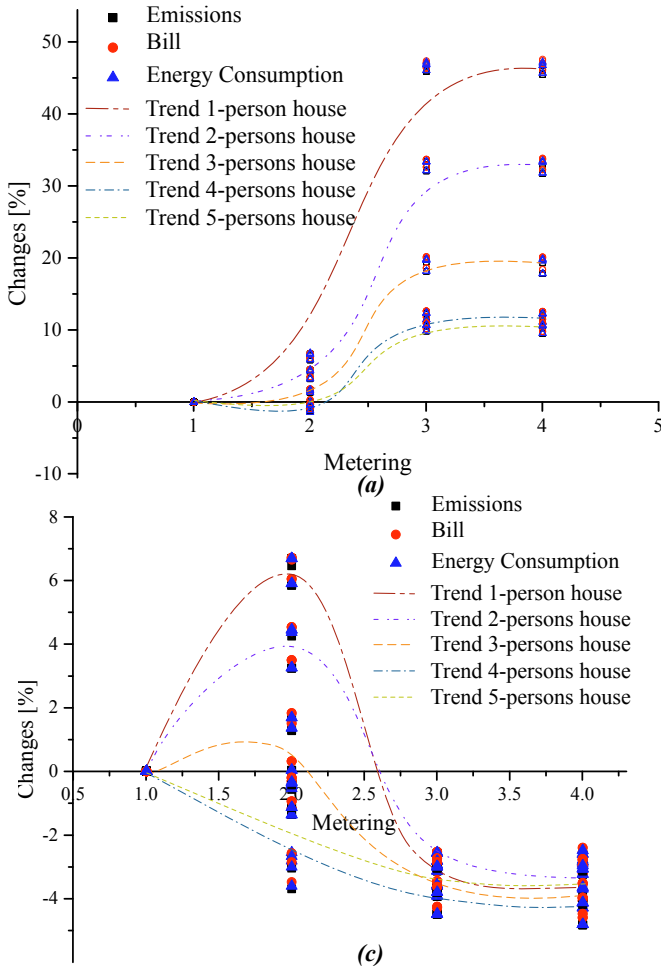 Emissions
Bill
Energy Consumption
Trend 1-person house
Trend 2-persons house
Trend 3-persons house
Trend 4-persons house
Trend 5-persons house
Changes [%]
50
40
30
20
10
0
-10
0 1 2 3 4 5
Metering
(a)
Emissions
Bill
Energy Consumption
Trend 1-person house
Trend 2-persons house
Trend 3-persons house
Trend 4-persons house
Trend 5-persons house
Changes [%]
8
6
4
2
0
-2
-4
0.5 1.0 1.5 2.0 2.5 3.0 3.5 4.0
Metering
(c)